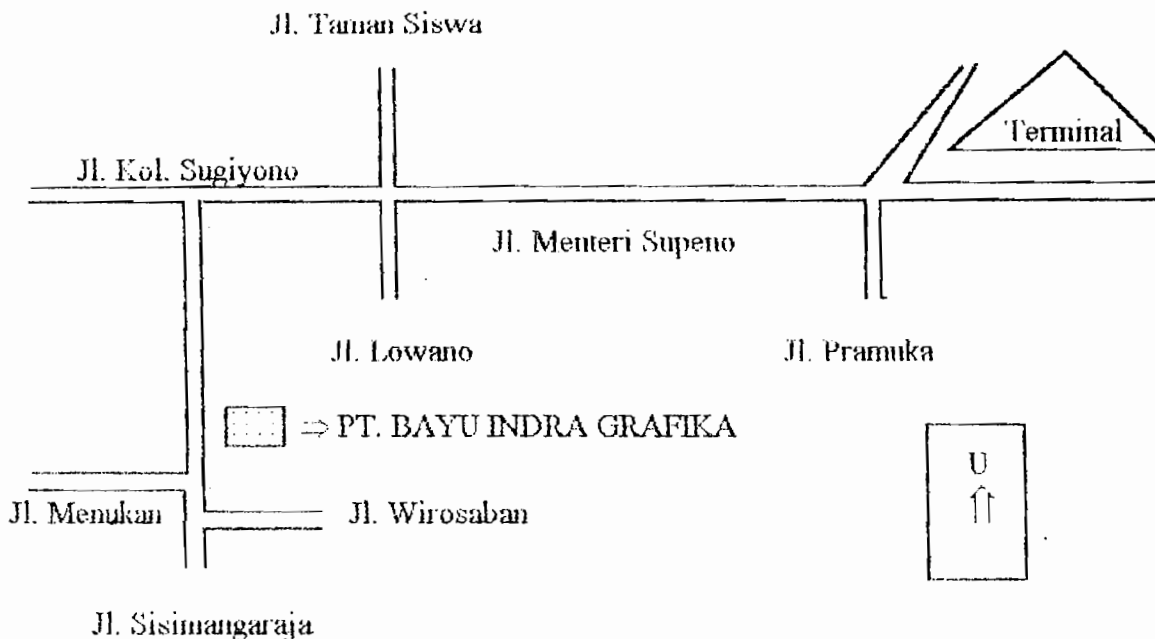 Jl. Taman Siswa
Terminal
Jl. Kol. Sugiyono
Jl. Menteri Supeno
Jl. Lowano
Jl. Pramuka
⇒ PT. BAYU INDRA GRAFIKA
U
Jl. Menukan
Jl. Wirosaban
Jl. Sisimangaraja